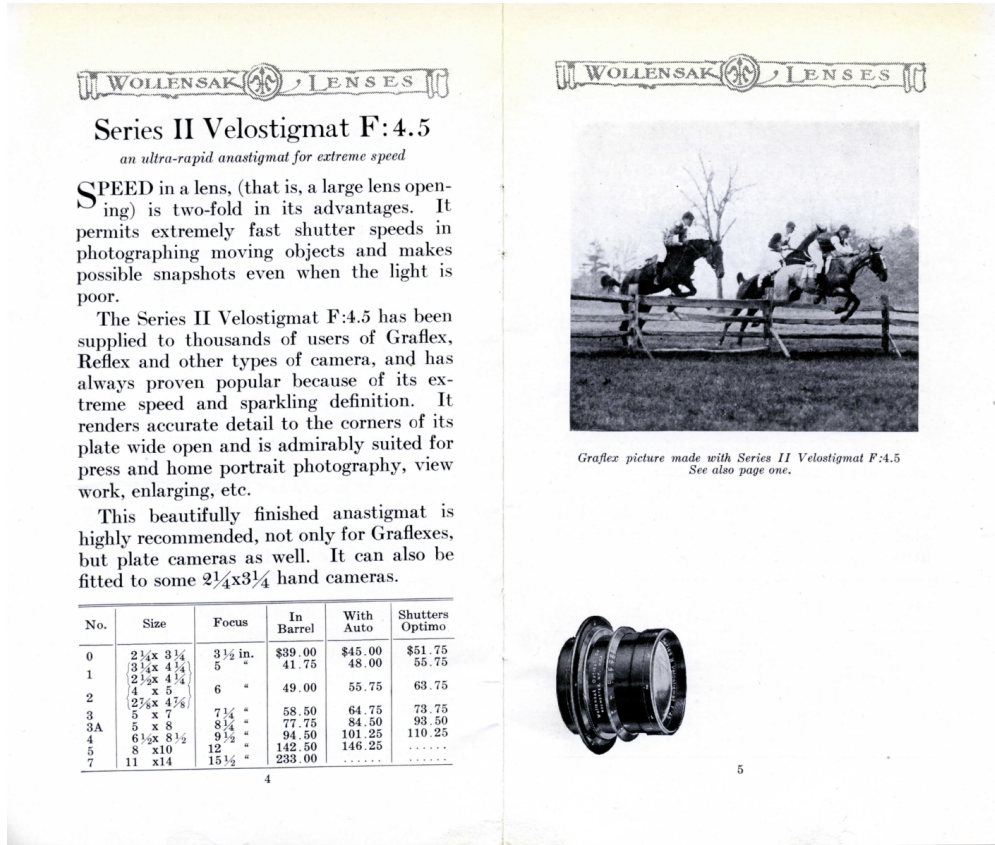 WOLLENSAK LENSES
Series II Velostigmat F:4.5
an ultra-rapid anastigmat for extreme speed
SPEED in a lens, (that is, a large lens open-
ing) is two-fold in its advantages. It
permits extremely fast shutter speeds in
photographing moving objects and makes
possible snapshots even when the light is
poor.
The Series II Velostigmat F:4.5 has been
supplied to thousands of users of Graflex,
Reflex and other types of camera, and has
always proven popular because of its ex-
treme speed and sparkling definition. It
renders accurate detail to the corners of its
plate wide open and is admirably suited for
press and home portrait photography, view
work, enlarging, etc.
This beautifully finished anastigmat is
highly recommended, not only for Graflexes,
but plate cameras as well. It can also be
fitted to some 2¼x3¼ hand cameras.
No. Size Focus In Barrel With Auto Shutters Optimo
0 2¼x 3¼ 3½ in. $39.00 $45.00 $51.75
1 {3¼x 4¼} 5 " 41.75 48.00 55.75
{2½x 4¼}
2 {4 x 5 6 " 49.00 55.75 63.75
{2⅞x 4⅞}
3 5 x 7 7¼ " 58.50 64.75 73.75
3A 5 x 8 8¼ " 77.75 84.50 93.50
4 6½x 8½ 9½ " 94.50 101.25 110.25
5 8 x10 12 " 142.50 146.25 ......
7 11 x14 15½ " 233.00 ...... ......
4
WOLLENSAK LENSES
Graflex picture made with Series II Velostigmat F:4.5
See also page one.
5